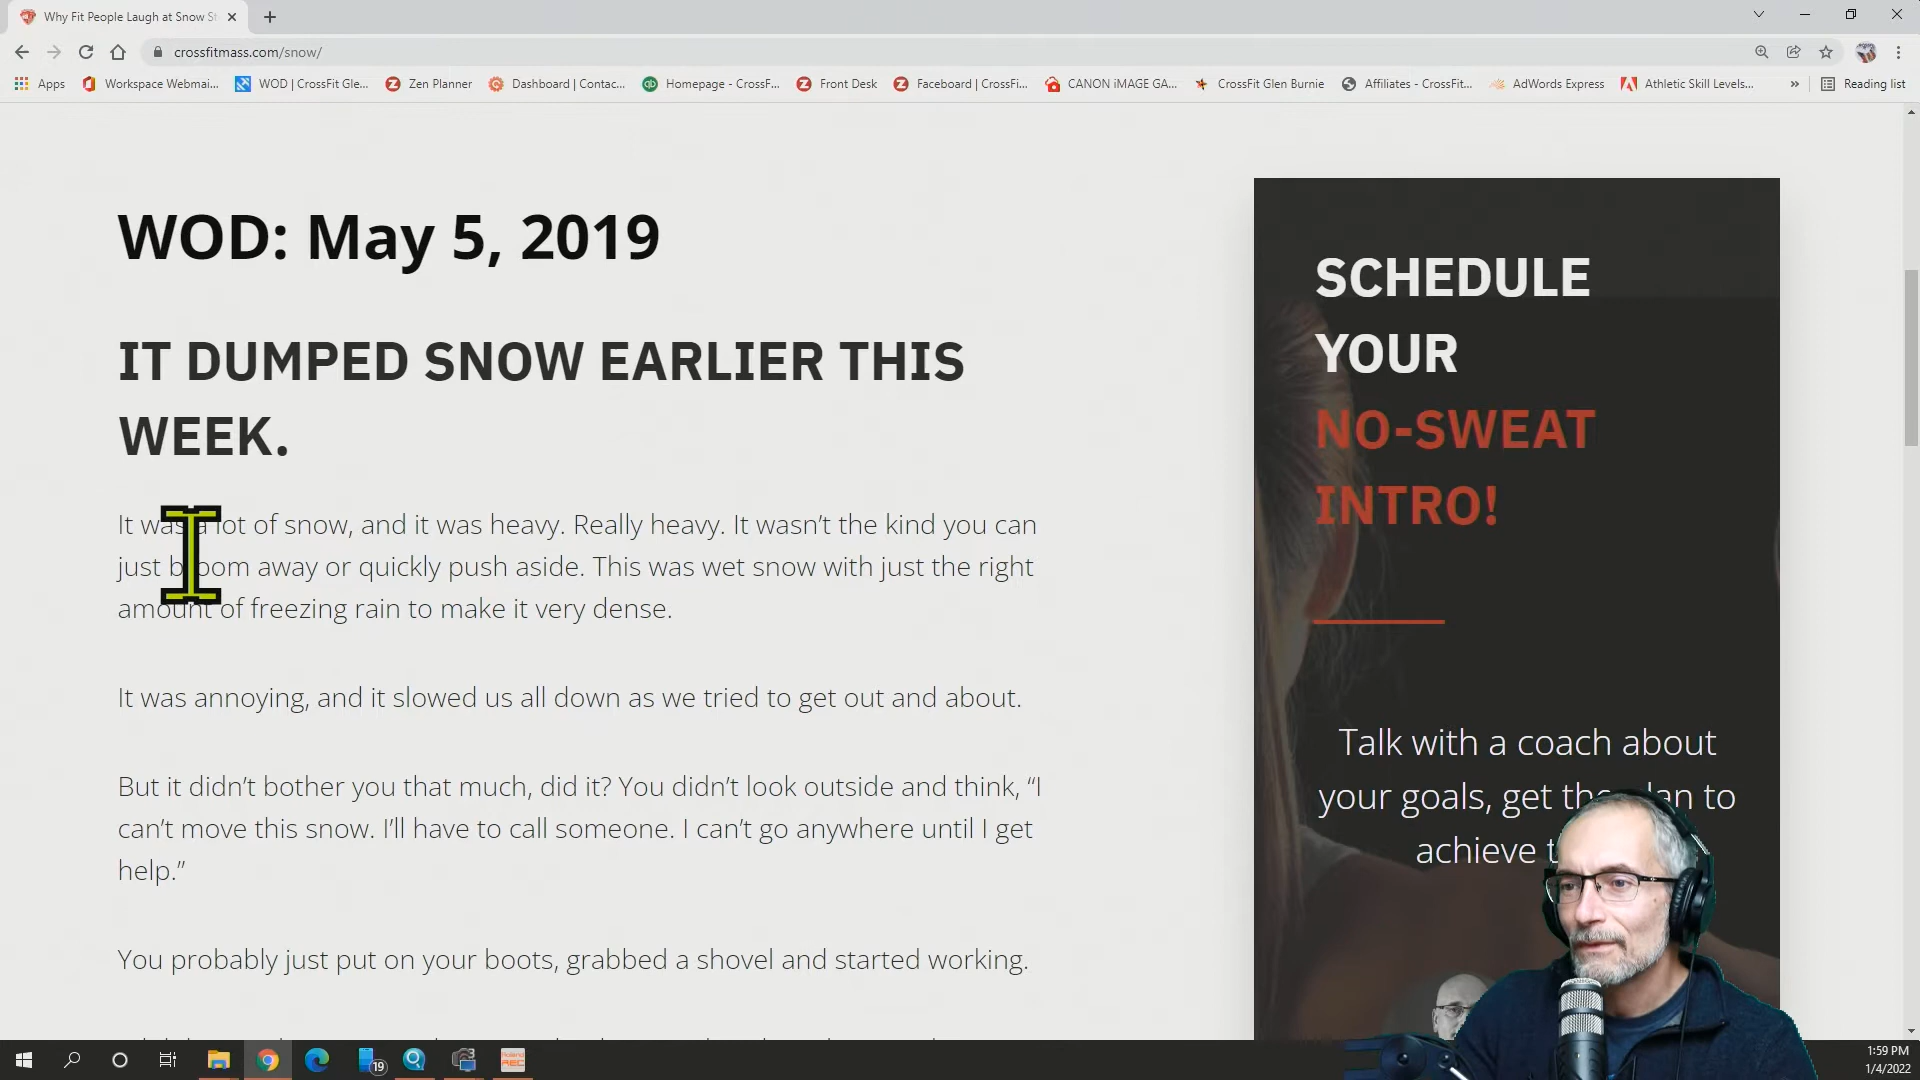 Why Fit People Laugh at Snow St
crossfitmass.com/snow/
Apps
Workspace Webmai...
WOD | CrossFit Gle...
Zen Planner
Dashboard | Contac...
Homepage - CrossF...
Front Desk
Faceboard | CrossFi...
CANON iMAGE GA...
CrossFit Glen Burnie
Affiliates - CrossFit...
AdWords Express
Athletic Skill Levels...
»
Reading list
WOD: May 5, 2019
IT DUMPED SNOW EARLIER THIS
WEEK.
It was a lot of snow, and it was heavy. Really heavy. It wasn’t the kind you can
just broom away or quickly push aside. This was wet snow with just the right
amount of freezing rain to make it very dense.
It was annoying, and it slowed us all down as we tried to get out and about.
But it didn’t bother you that much, did it? You didn’t look outside and think, “I
can’t move this snow. I’ll have to call someone. I can’t go anywhere until I get
help.”
You probably just put on your boots, grabbed a shovel and started working.
SCHEDULE
YOUR
NO-SWEAT
INTRO!
Talk with a coach about
your goals, get the plan to
achieve
19
3
Roland
REC
1:59 PM
1/4/2022